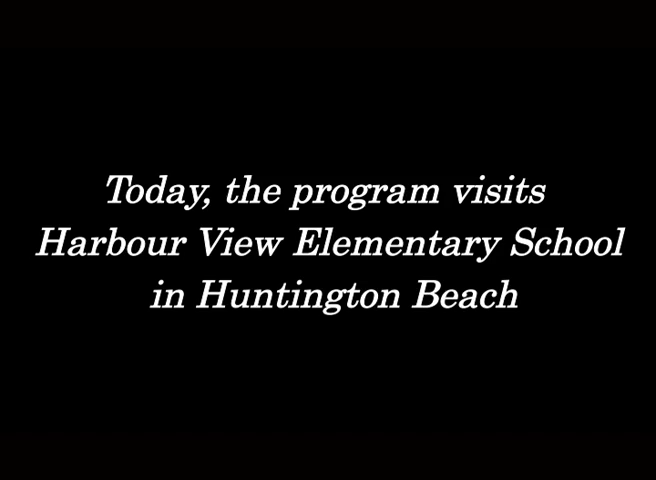 Today, the program visits
Harbour View Elementary School
in Huntington Beach